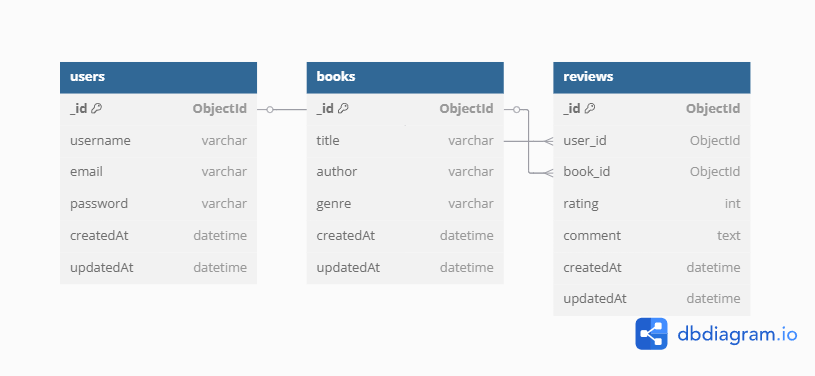 users
_id ObjectId
username varchar
email varchar
password varchar
createdAt datetime
updatedAt datetime
books
_id ObjectId
title varchar
author varchar
genre varchar
createdAt datetime
updatedAt datetime
reviews
_id ObjectId
user_id ObjectId
book_id ObjectId
rating int
comment text
createdAt datetime
updatedAt datetime
dbdiagram.io